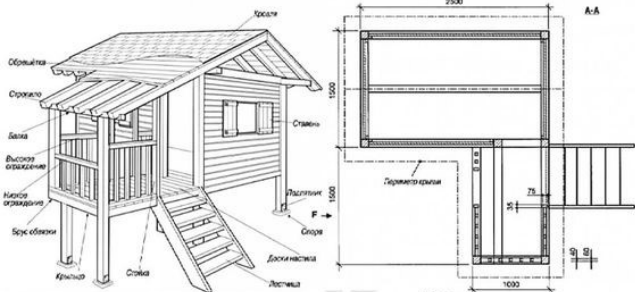 Кровля
Обрешётка
Стропило
Балка
Высокое
ограждение
Низкое
ограждение
Брус обвязки
Крыльцо
Стойка
Лестница
Доски настила
Опора
Подпятник
Ставень
F
2500
А-А
1500
1500
Периметр крыши
75
35
40
60
1000